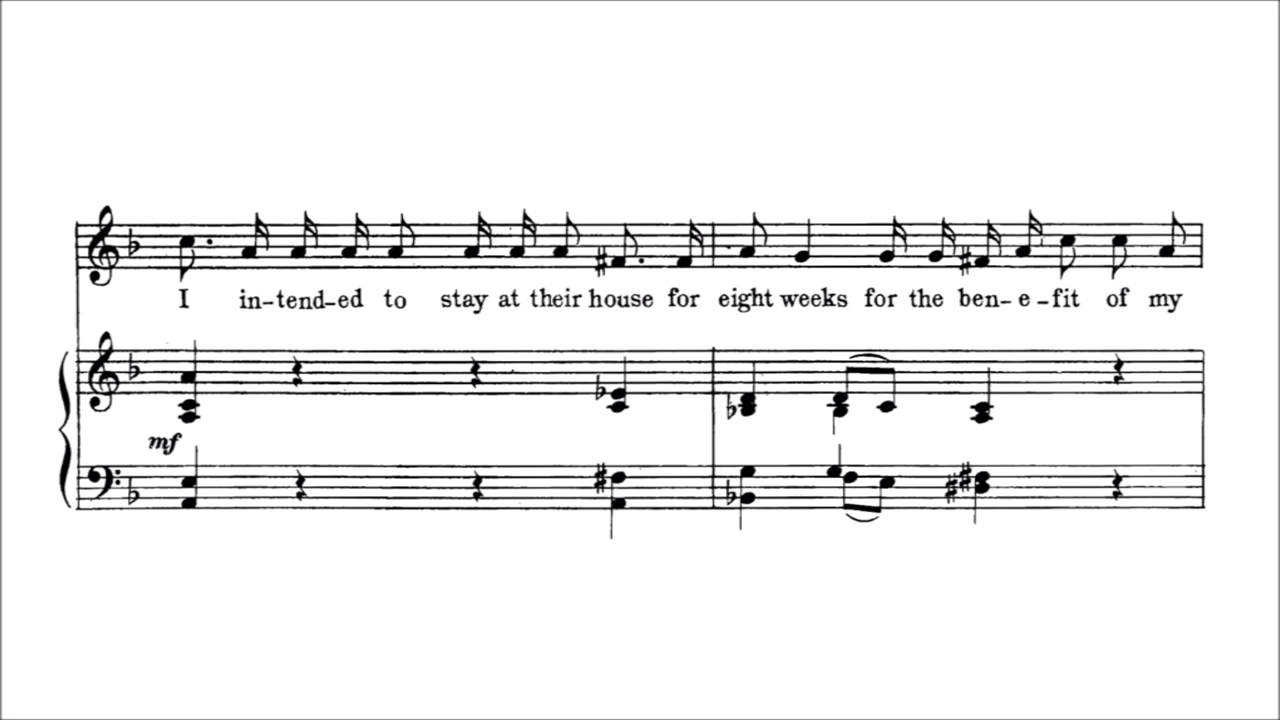 I in-tend-ed to stay at their house for eight weeks for the ben-e-fit of my
mf